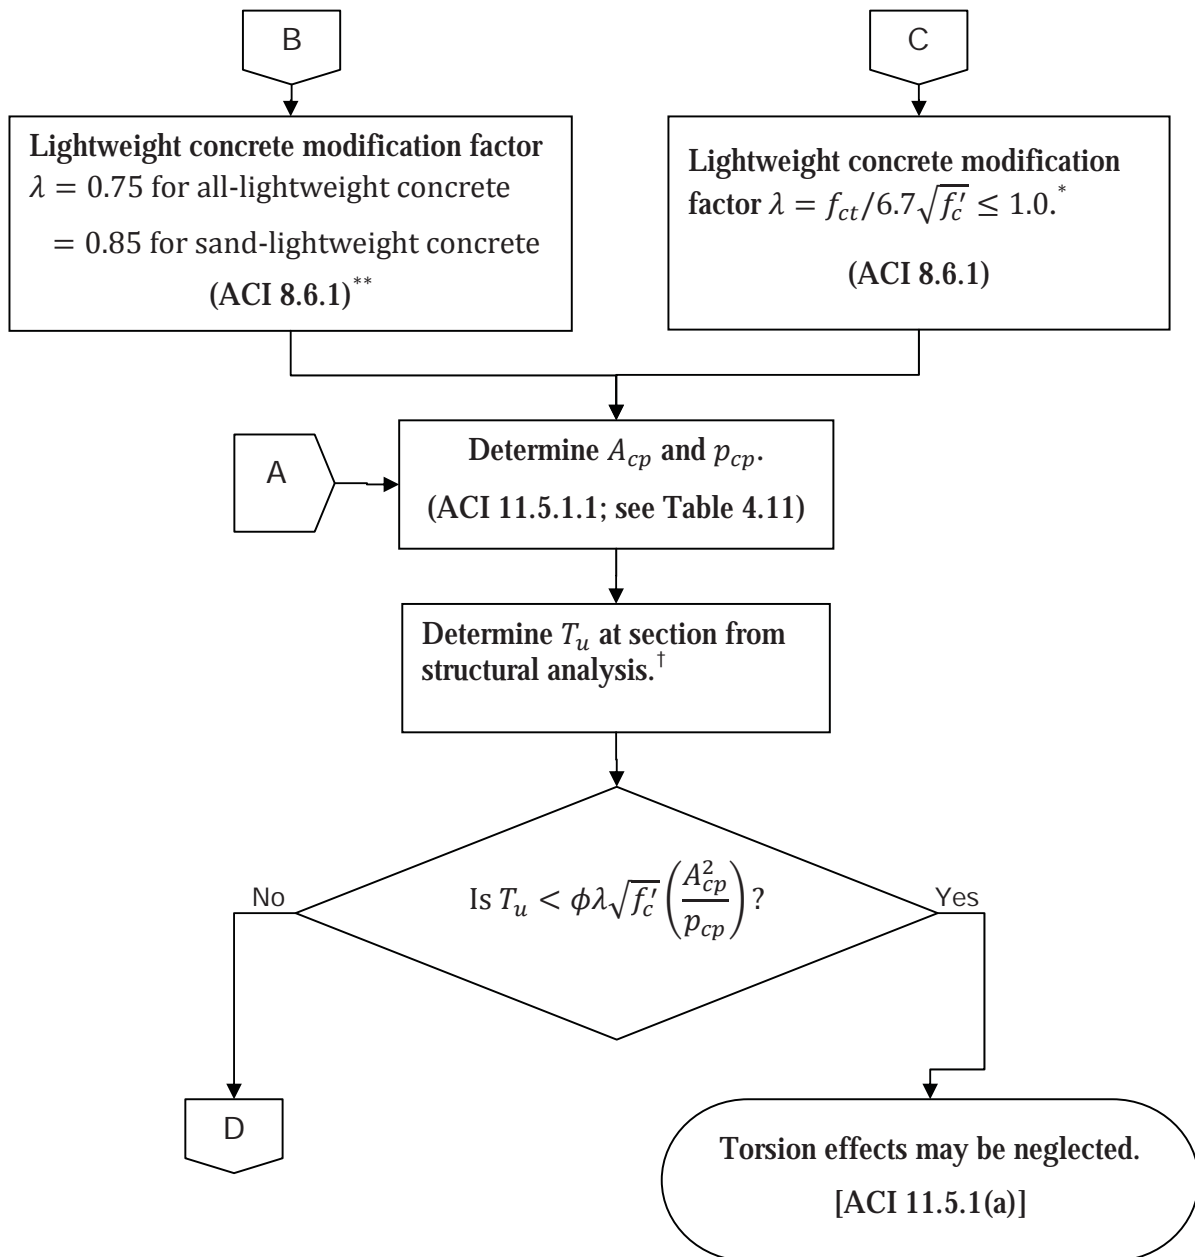 B
C
Lightweight concrete modification factor
λ = 0.75 for all-lightweight concrete
= 0.85 for sand-lightweight concrete
(ACI 8.6.1)**
Lightweight concrete modification
factor λ = f_ct/6.7√f′_c ≤ 1.0.*
(ACI 8.6.1)
A
Determine A_cp and p_cp.
(ACI 11.5.1.1; see Table 4.11)
Determine T_u at section from
structural analysis.†
No
Is T_u < ϕλ√f′_c (A²_cp/p_cp)?
Yes
D
Torsion effects may be neglected.
[ACI 11.5.1(a)]